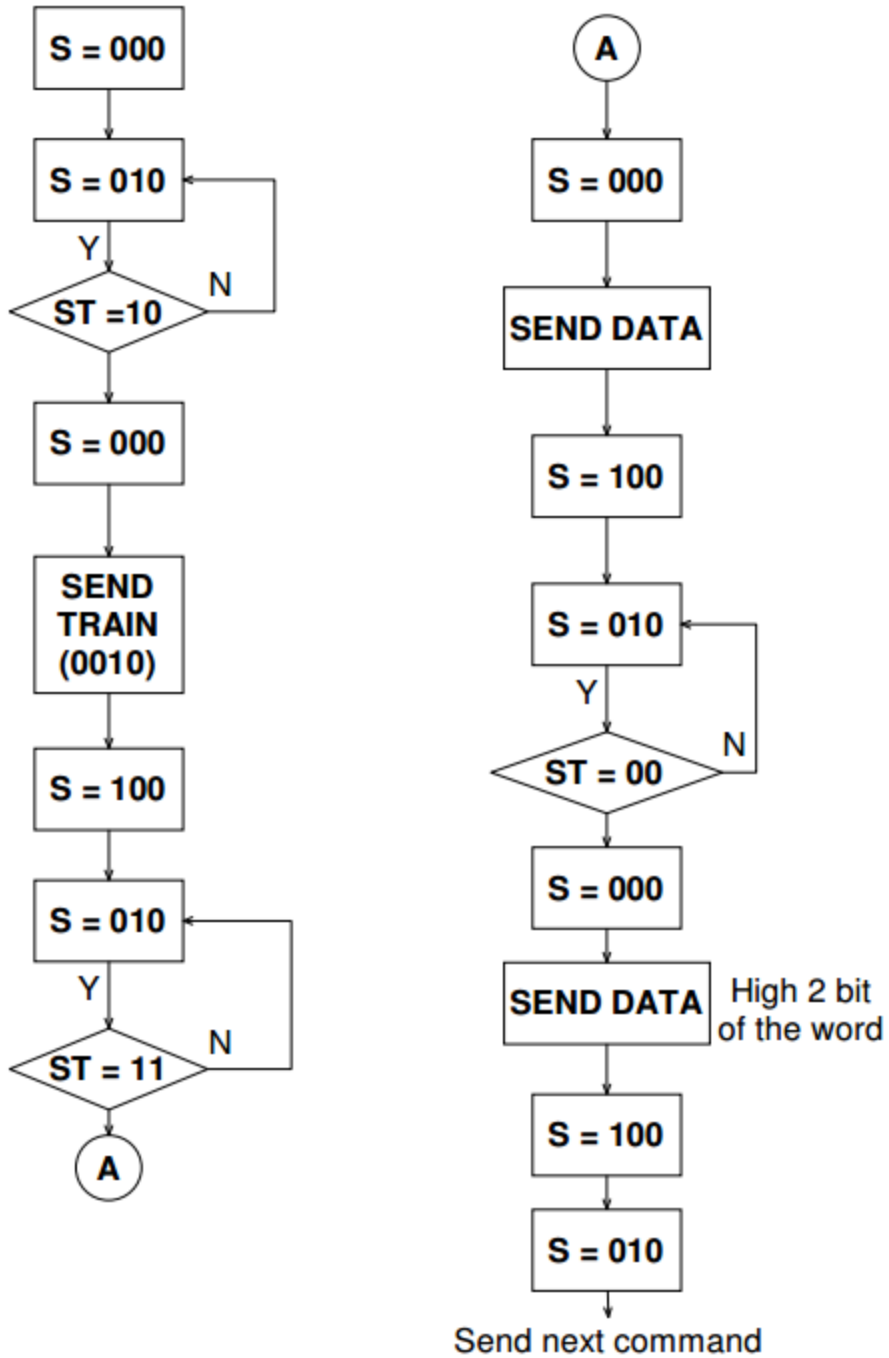 S = 000
S = 010
Y
N
ST =10
S = 000
SEND
TRAIN
(0010)
S = 100
S = 010
Y
N
ST = 11
A
A
S = 000
SEND DATA
S = 100
S = 010
Y
N
ST = 00
S = 000
SEND DATA
High 2 bit
of the word
S = 100
S = 010
Send next command